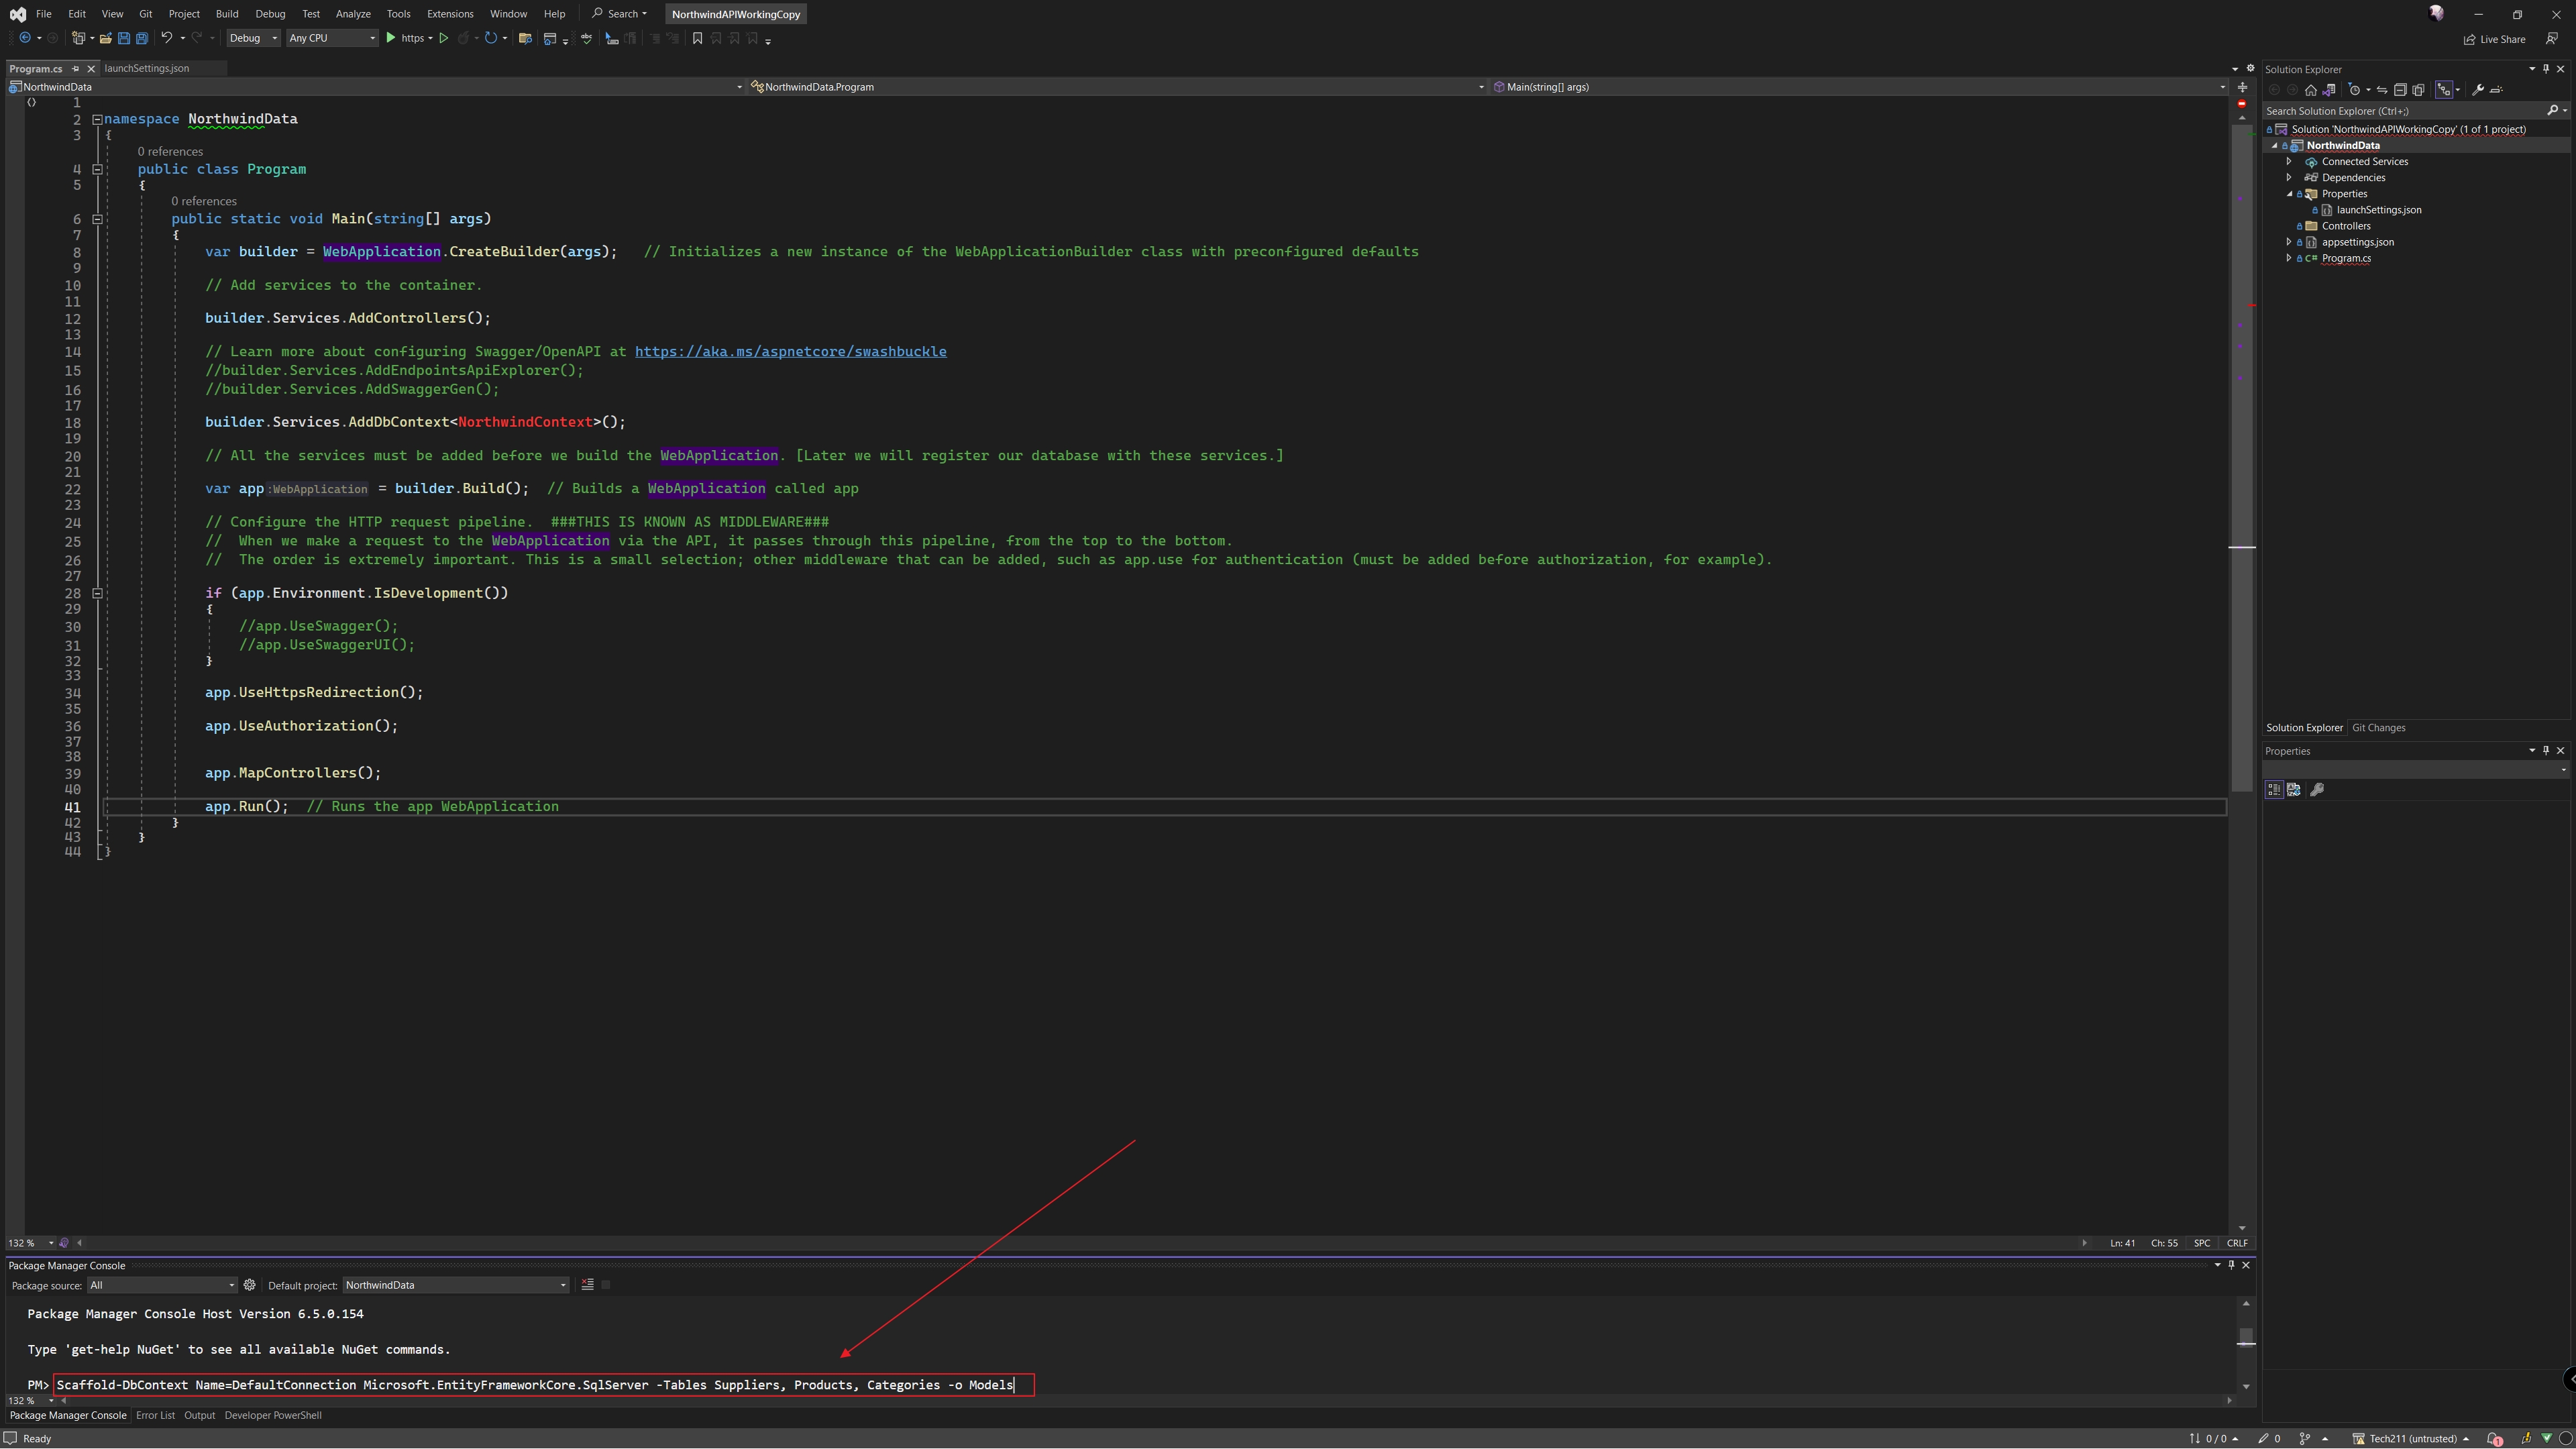 File Edit View Git Project Build Debug Test Analyze Tools Extensions Window Help Search NorthwindAPIWorkingCopy
Debug Any CPU https Live Share
Program.cs launchSettings.json
NorthwindData NorthwindData.Program Main(string[] args)
1
2 namespace NorthwindData
3 {
0 references
4 public class Program
5 {
0 references
6 public static void Main(string[] args)
7 {
8 var builder = WebApplication.CreateBuilder(args); // Initializes a new instance of the WebApplicationBuilder class with preconfigured defaults
9
10 // Add services to the container.
11
12 builder.Services.AddControllers();
13
14 // Learn more about configuring Swagger/OpenAPI at https://aka.ms/aspnetcore/swashbuckle
15 //builder.Services.AddEndpointsApiExplorer();
16 //builder.Services.AddSwaggerGen();
17
18 builder.Services.AddDbContext<NorthwindContext>();
19
20 // All the services must be added before we build the WebApplication. [Later we will register our database with these services.]
21
22 var app:WebApplication = builder.Build(); // Builds a WebApplication called app
23
24 // Configure the HTTP request pipeline. ###THIS IS KNOWN AS MIDDLEWARE###
25 // When we make a request to the WebApplication via the API, it passes through this pipeline, from the top to the bottom.
26 // The order is extremely important. This is a small selection; other middleware that can be added, such as app.use for authentication (must be added before authorization, for example).
27
28 if (app.Environment.IsDevelopment())
29 {
30 //app.UseSwagger();
31 //app.UseSwaggerUI();
32 }
33
34 app.UseHttpsRedirection();
35
36 app.UseAuthorization();
37
38
39 app.MapControllers();
40
41 app.Run(); // Runs the app WebApplication
42 }
43 }
44 }
132 % Ln: 41 Ch: 55 SPC CRLF
Package Manager Console
Package source: All Default project: NorthwindData
Package Manager Console Host Version 6.5.0.154
Type 'get-help NuGet' to see all available NuGet commands.
PM> Scaffold-DbContext Name=DefaultConnection Microsoft.EntityFrameworkCore.SqlServer -Tables Suppliers, Products, Categories -o Models
132 %
Package Manager Console Error List Output Developer PowerShell
Solution Explorer
Search Solution Explorer (Ctrl+;)
Solution 'NorthwindAPIWorkingCopy' (1 of 1 project)
NorthwindData
Connected Services
Dependencies
Properties
launchSettings.json
Controllers
appsettings.json
C# Program.cs
Solution Explorer Git Changes
Properties
Ready 0 / 0 0 Tech211 (untrusted) 1